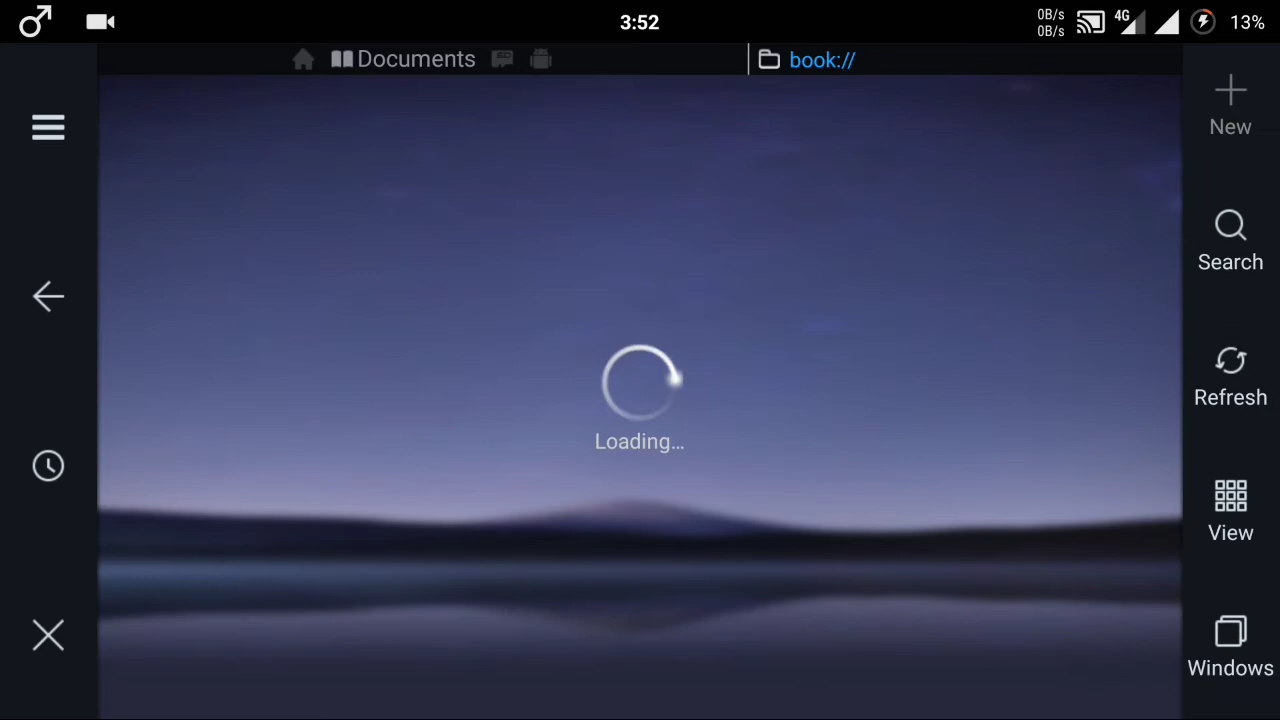 3:52
0B/s
0B/s
4G
13%
Documents
book://
New
Search
Loading...
Refresh
View
Windows